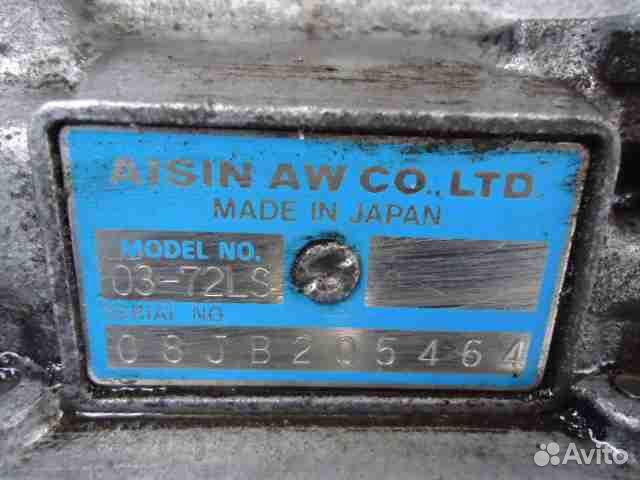 AISIN AW CO., LTD.
MADE IN JAPAN
MODEL NO.
03-72LS
SERIAL NO
08JB205464
Avito